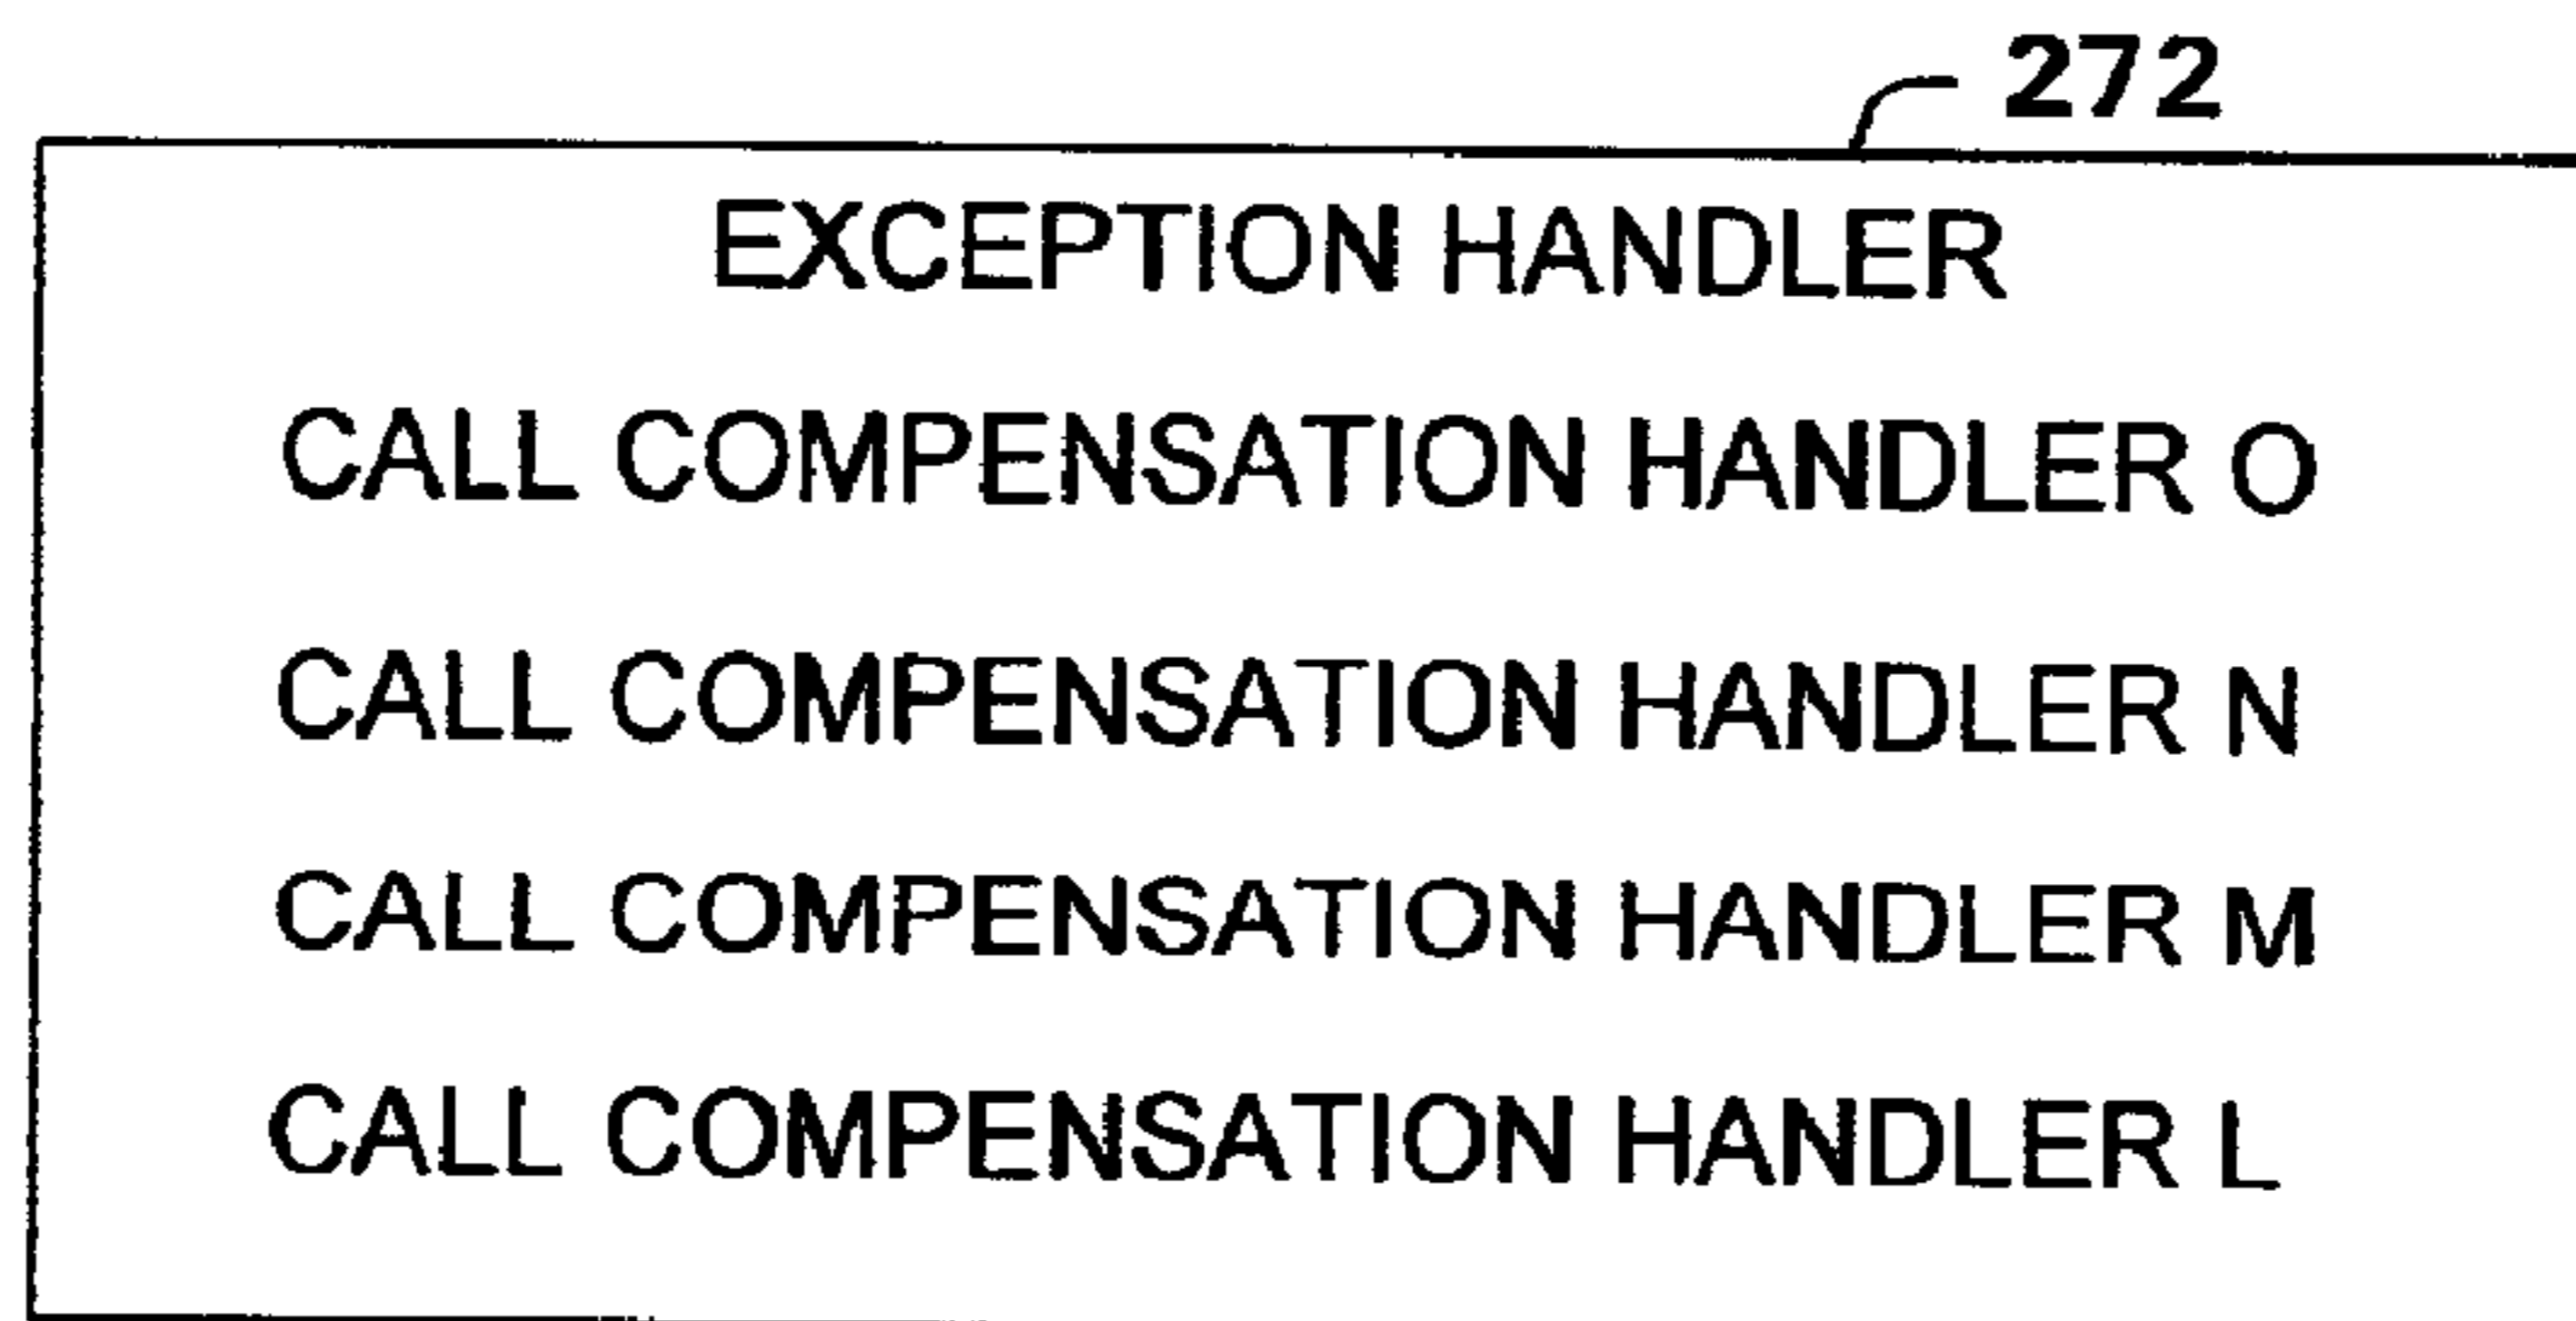 272
EXCEPTION HANDLER
CALL COMPENSATION HANDLER O
CALL COMPENSATION HANDLER N
CALL COMPENSATION HANDLER M
CALL COMPENSATION HANDLER L